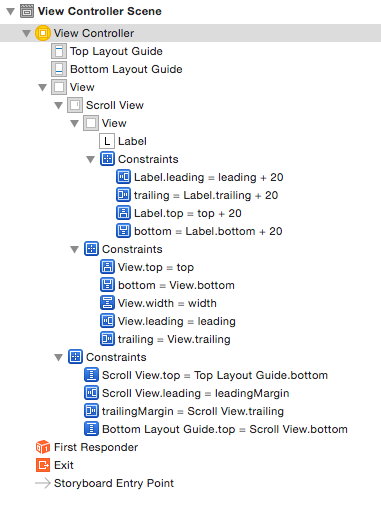 View Controller Scene
View Controller
Top Layout Guide
Bottom Layout Guide
View
Scroll View
View
L Label
Constraints
Label.leading = leading + 20
trailing = Label.trailing + 20
Label.top = top + 20
bottom = Label.bottom + 20
Constraints
View.top = top
bottom = View.bottom
View.width = width
View.leading = leading
trailing = View.trailing
Constraints
Scroll View.top = Top Layout Guide.bottom
Scroll View.leading = leadingMargin
trailingMargin = Scroll View.trailing
Bottom Layout Guide.top = Scroll View.bottom
First Responder
Exit
Storyboard Entry Point